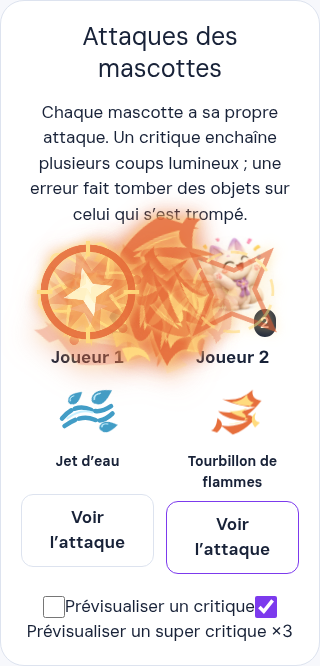 Attaques des
mascottes
Chaque mascotte a sa propre
attaque. Un critique enchaîne
plusieurs coups lumineux ; une
erreur fait tomber des objets sur
celui qui s’est trompé.
2
Joueur 1
Joueur 2
Jet d’eau
Tourbillon de
flammes
Voir
l’attaque
Voir
l’attaque
Prévisualiser un critique
Prévisualiser un super critique ×3